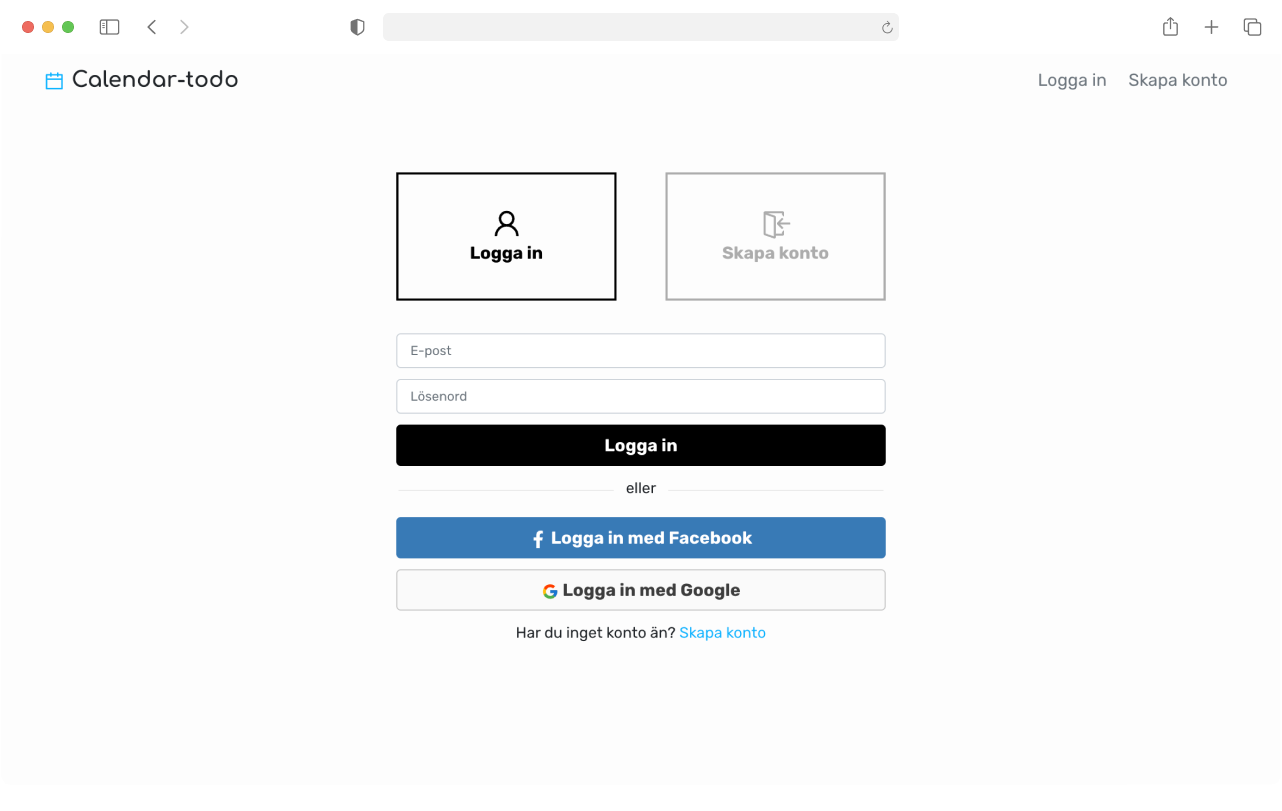 Calendar-todo
Logga in Skapa konto
Logga in
Skapa konto
E-post
Lösenord
Logga in
eller
Logga in med Facebook
Logga in med Google
Har du inget konto än? Skapa konto